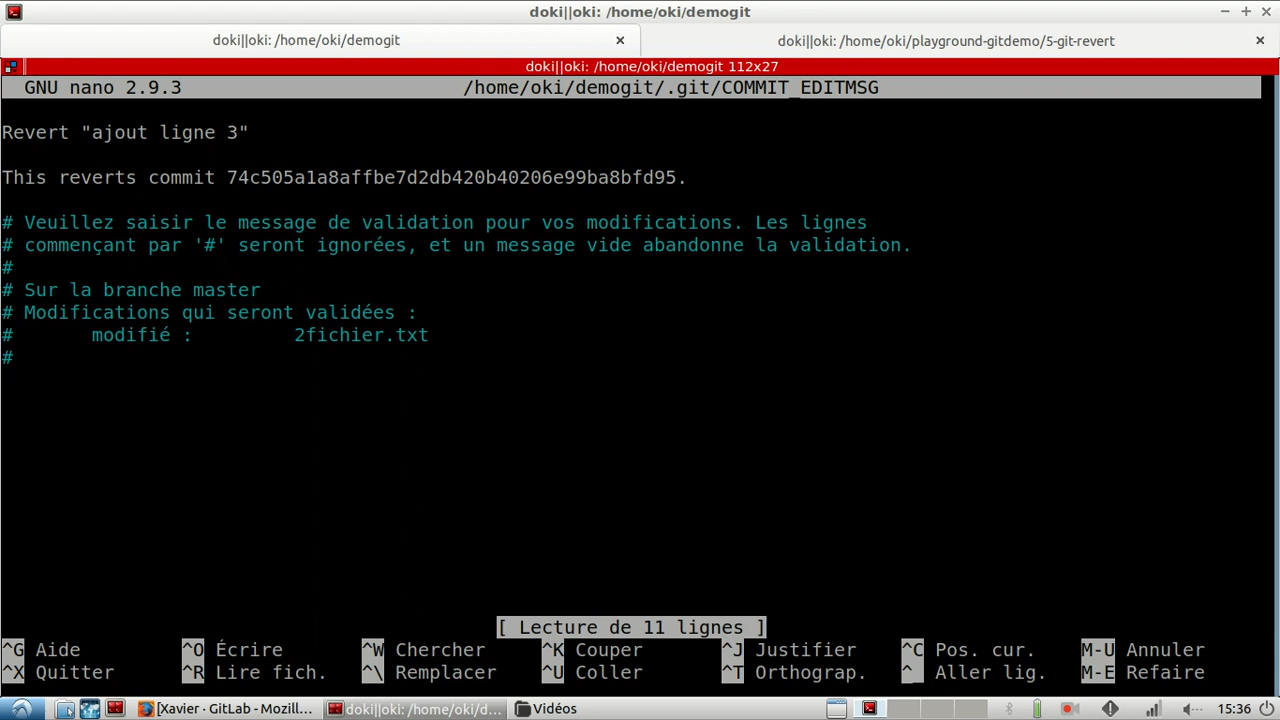 doki||oki: /home/oki/demogit
doki||oki: /home/oki/demogit
doki||oki: /home/oki/playground-gitdemo/5-git-revert
doki||oki: /home/oki/demogit 112x27
GNU nano 2.9.3 /home/oki/demogit/.git/COMMIT_EDITMSG
Revert "ajout ligne 3"
This reverts commit 74c505a1a8affbe7d2db420b40206e99ba8bfd95.
# Veuillez saisir le message de validation pour vos modifications. Les lignes
# commençant par '#' seront ignorées, et un message vide abandonne la validation.
#
# Sur la branche master
# Modifications qui seront validées :
# modifié : 2fichier.txt
#
[ Lecture de 11 lignes ]
^G Aide ^O Écrire ^W Chercher ^K Couper ^J Justifier ^C Pos. cur. M-U Annuler
^X Quitter ^R Lire fich. ^\ Remplacer ^U Coller ^T Orthograp. ^_ Aller lig. M-E Refaire
[Xavier · GitLab - Mozill... doki||oki: /home/oki/d... Vidéos 15:36